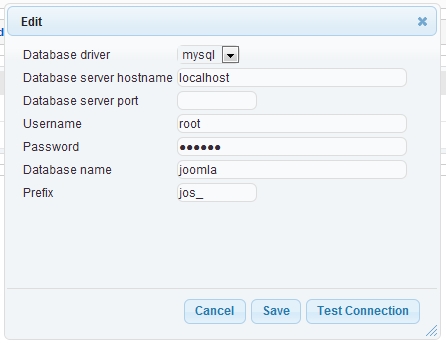 Edit
Database driver mysql
Database server hostname localhost
Database server port
Username root
Password ••••••
Database name joomla
Prefix jos_
Cancel Save Test Connection